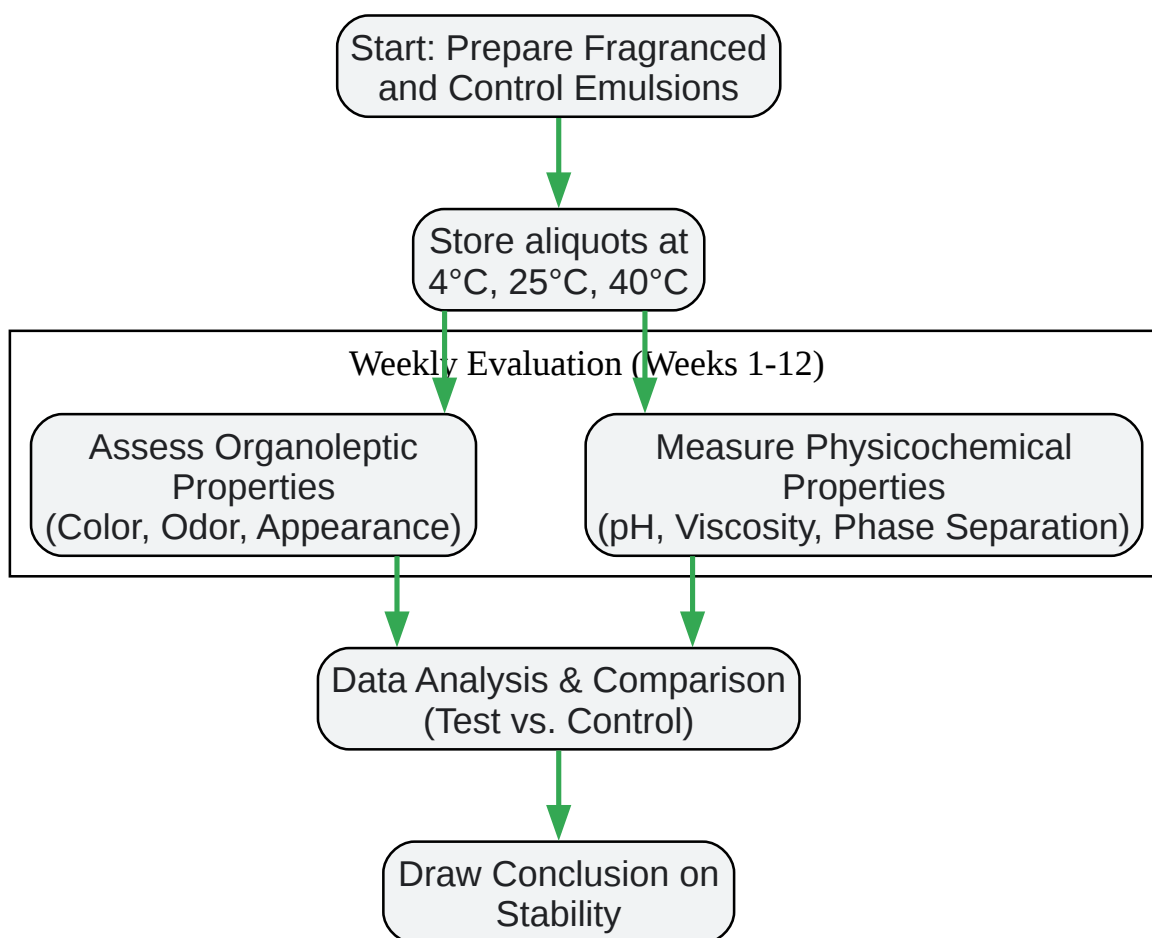 Start: Prepare Fragranced
and Control Emulsions
Store aliquots at
4°C, 25°C, 40°C
Weekly Evaluation (Weeks 1-12)
Assess Organoleptic
Properties
(Color, Odor, Appearance)
Measure Physicochemical
Properties
(pH, Viscosity, Phase Separation)
Data Analysis & Comparison
(Test vs. Control)
Draw Conclusion on
Stability